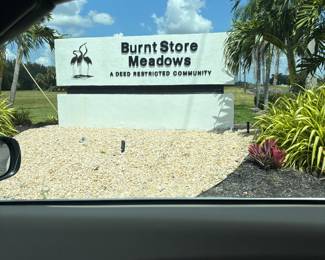 Burnt Store
Meadows
A DEED RESTRICTED COMMUNITY